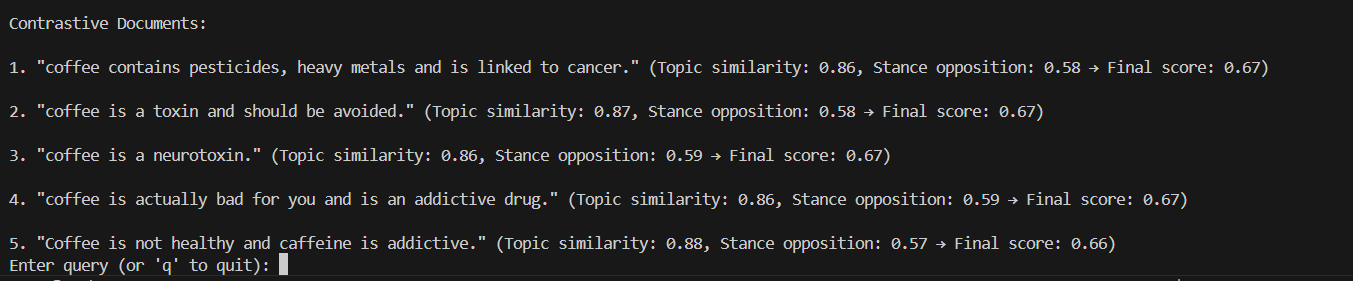 Contrastive Documents:
1. "coffee contains pesticides, heavy metals and is linked to cancer." (Topic similarity: 0.86, Stance opposition: 0.58 → Final score: 0.67)
2. "coffee is a toxin and should be avoided." (Topic similarity: 0.87, Stance opposition: 0.58 → Final score: 0.67)
3. "coffee is a neurotoxin." (Topic similarity: 0.86, Stance opposition: 0.59 → Final score: 0.67)
4. "coffee is actually bad for you and is an addictive drug." (Topic similarity: 0.86, Stance opposition: 0.59 → Final score: 0.67)
5. "Coffee is not healthy and caffeine is addictive." (Topic similarity: 0.88, Stance opposition: 0.57 → Final score: 0.66)
Enter query (or 'q' to quit):